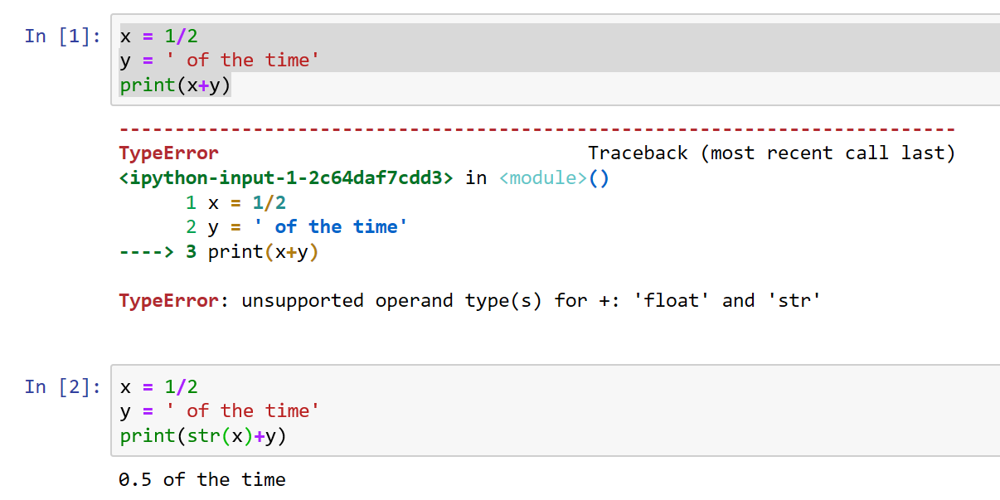 In [1]: x = 1/2
y = ' of the time'
print(x+y)
---------------------------------------------------------------------------
TypeError                                 Traceback (most recent call last)
<ipython-input-1-2c64daf7cdd3> in <module>()
      1 x = 1/2
      2 y = ' of the time'
----> 3 print(x+y)
TypeError: unsupported operand type(s) for +: 'float' and 'str'
In [2]: x = 1/2
y = ' of the time'
print(str(x)+y)
0.5 of the time